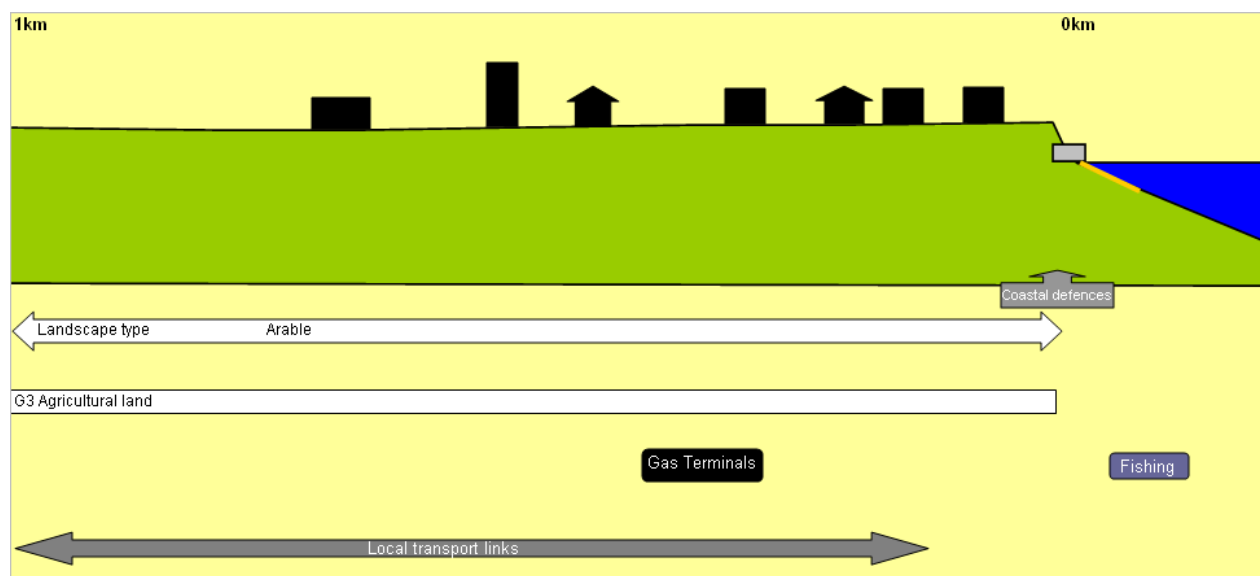 1km
0km
Coastal defences
Landscape type
Arable
G3 Agricultural land
Gas Terminals
Fishing
Local transport links